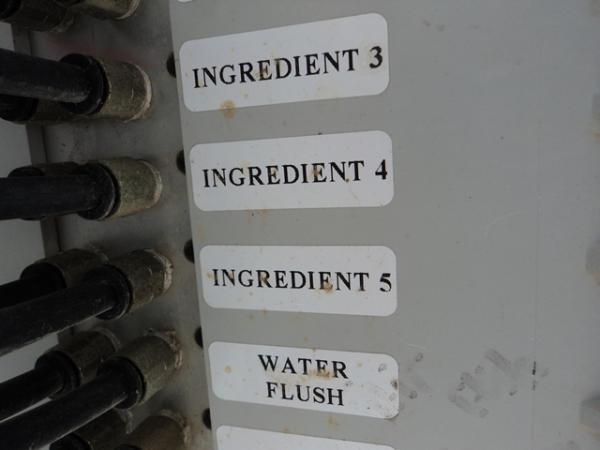 INGREDIENT 3
INGREDIENT 4
INGREDIENT 5
WATER
FLUSH